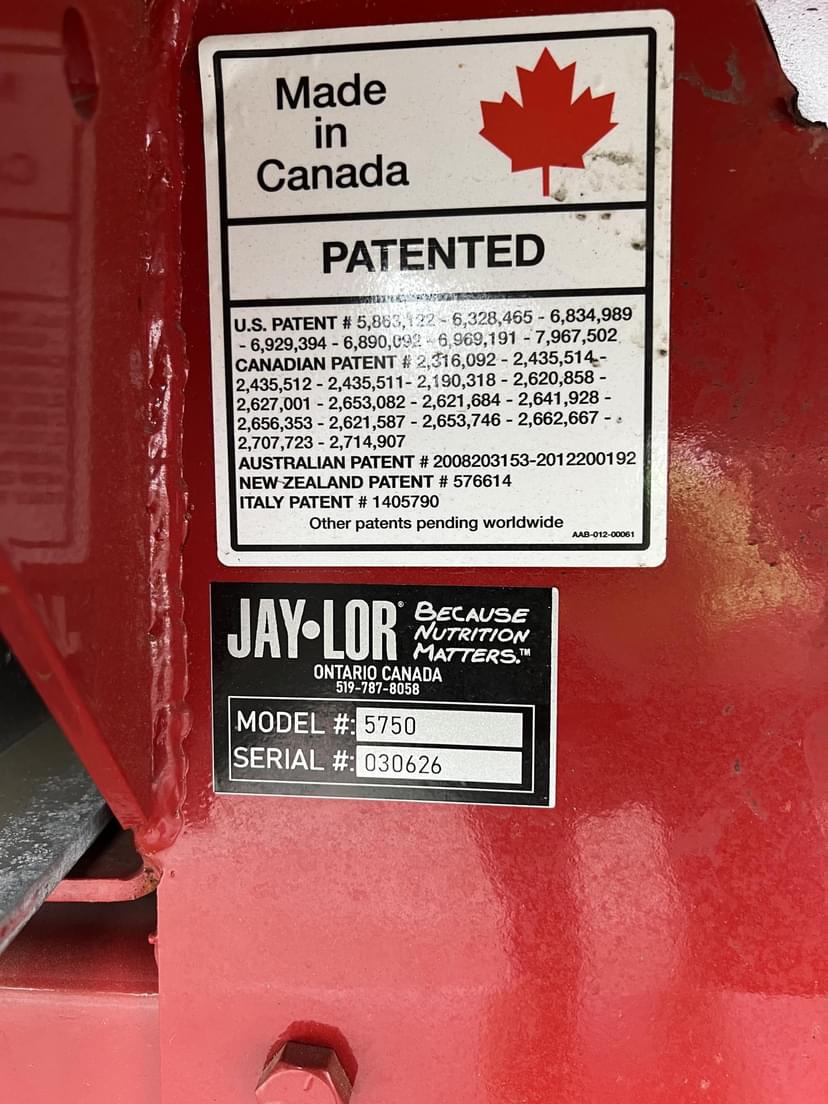 Made
in
Canada
PATENTED
U.S. PATENT # 5,863,122 - 6,328,465 - 6,834,989
- 6,929,394 - 6,890,092 - 6,969,191 - 7,967,502
CANADIAN PATENT # 2,316,092 - 2,435,514 -
2,435,512 - 2,435,511- 2,190,318 - 2,620,858 -
2,627,001 - 2,653,082 - 2,621,684 - 2,641,928 -
2,656,353 - 2,621,587 - 2,653,746 - 2,662,667 -
2,707,723 - 2,714,907
AUSTRALIAN PATENT # 2008203153-2012200192
NEW ZEALAND PATENT # 576614
ITALY PATENT # 1405790
Other patents pending worldwide
AAB-012-00061
JAY•LOR® BECAUSE
NUTRITION
MATTERS.™
ONTARIO CANADA
519-787-8058
MODEL #: 5750
SERIAL #: 030626